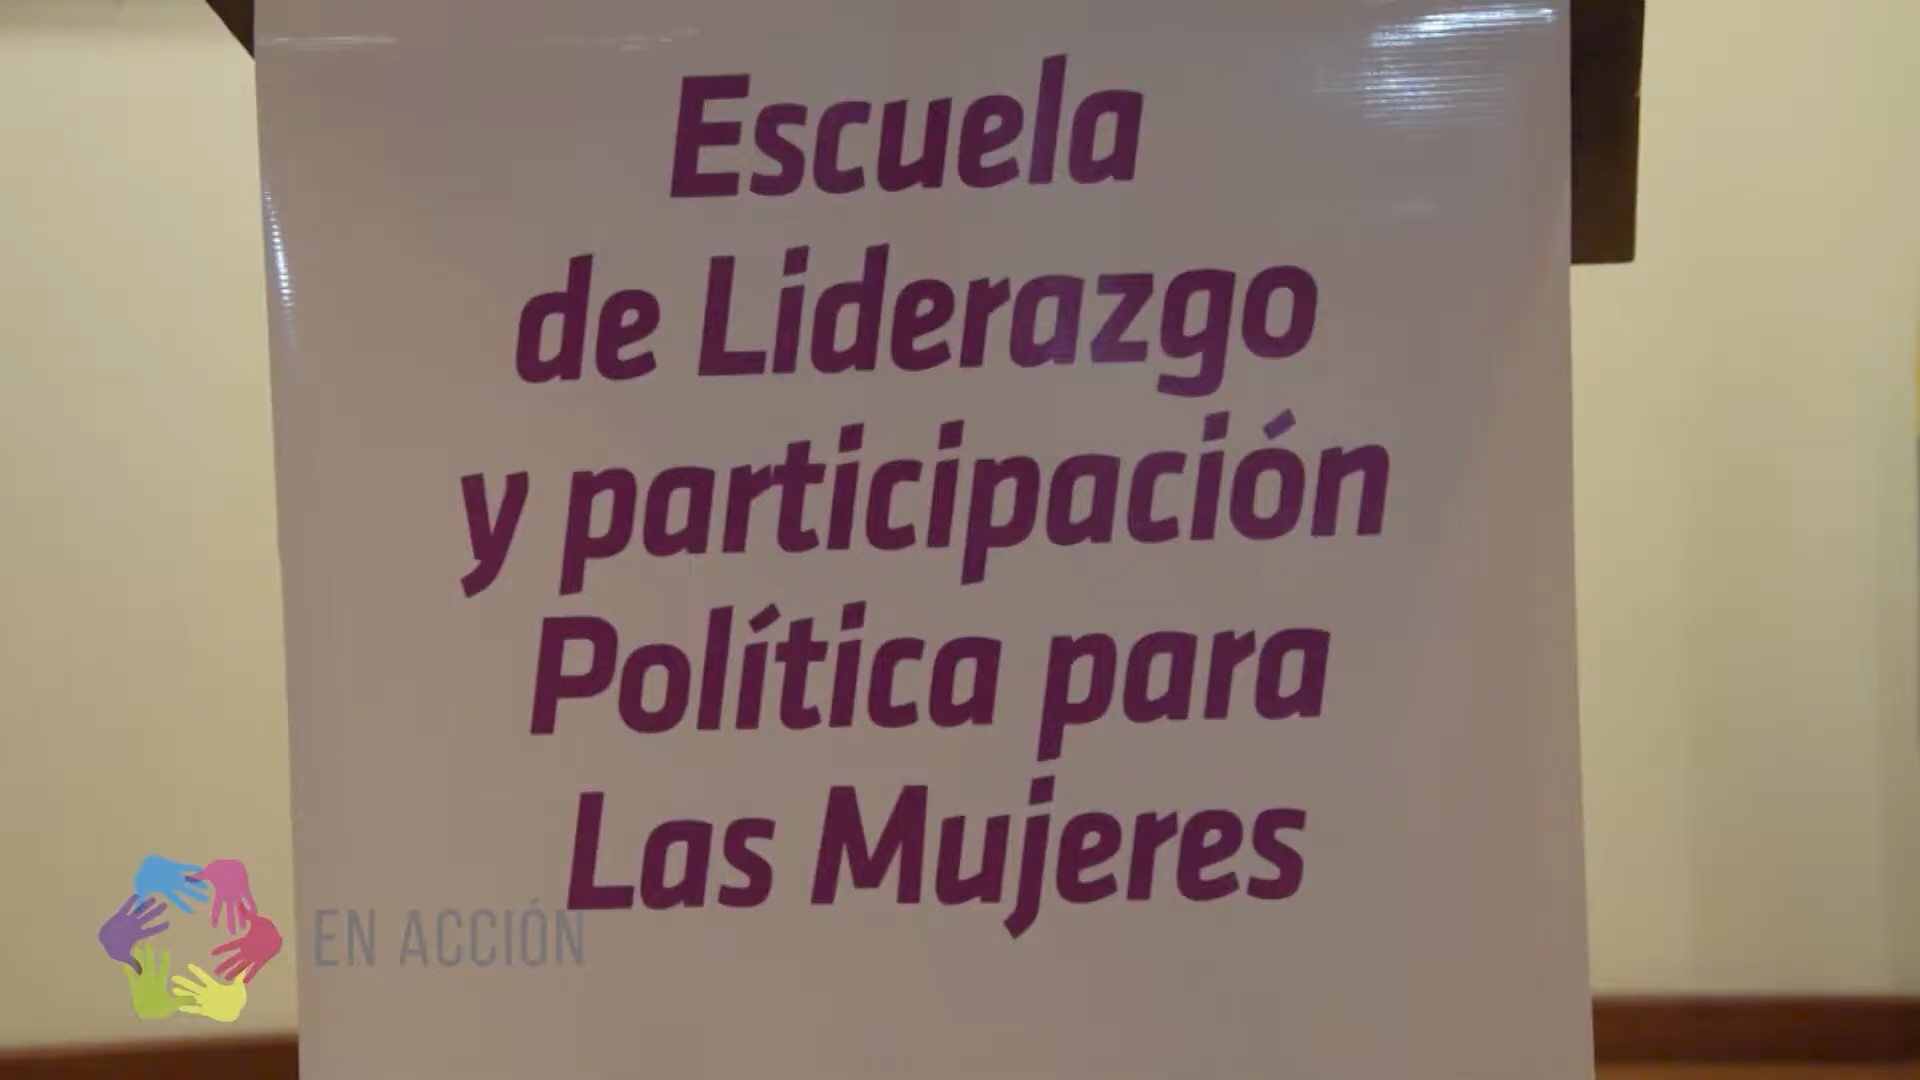 Escuela
de Liderazgo
y participación
Política para
Las Mujeres
EN ACCIÓN